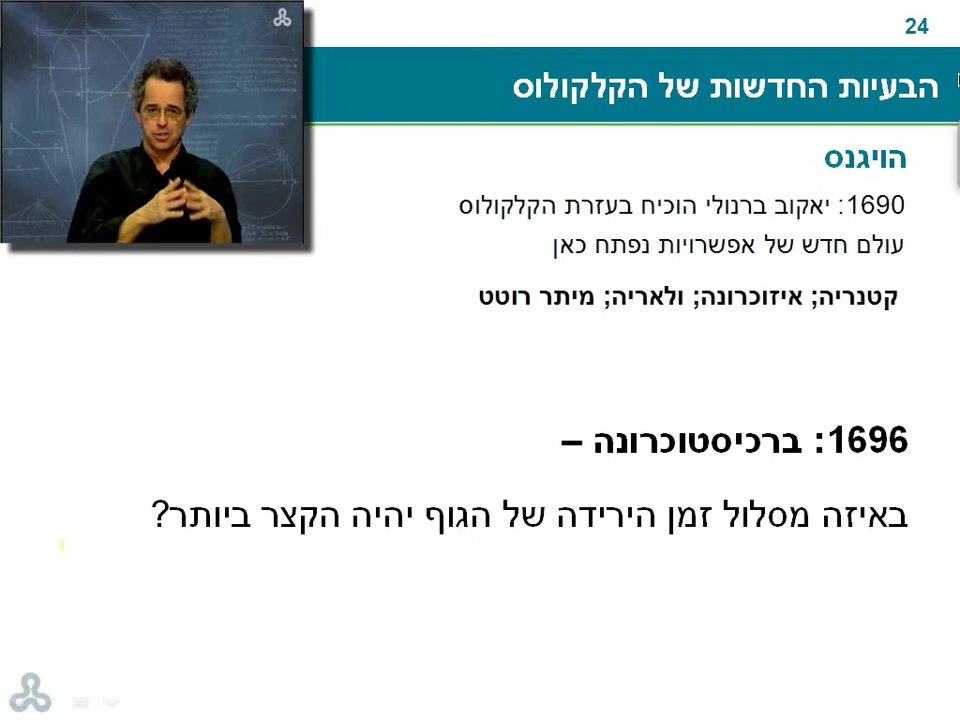 24
הבעיות החדשות של הקלקולוס
הויגנס
1690: יאקוב ברנולי הוכיח בעזרת הקלקולוס
עולם חדש של אפשרויות נפתח כאן
קטנריה; איזוכרונה; ולאריה; מיתר רוטט
1696: ברכיסטוכרונה –
באיזה מסלול זמן הירידה של הגוף יהיה הקצר ביותר?